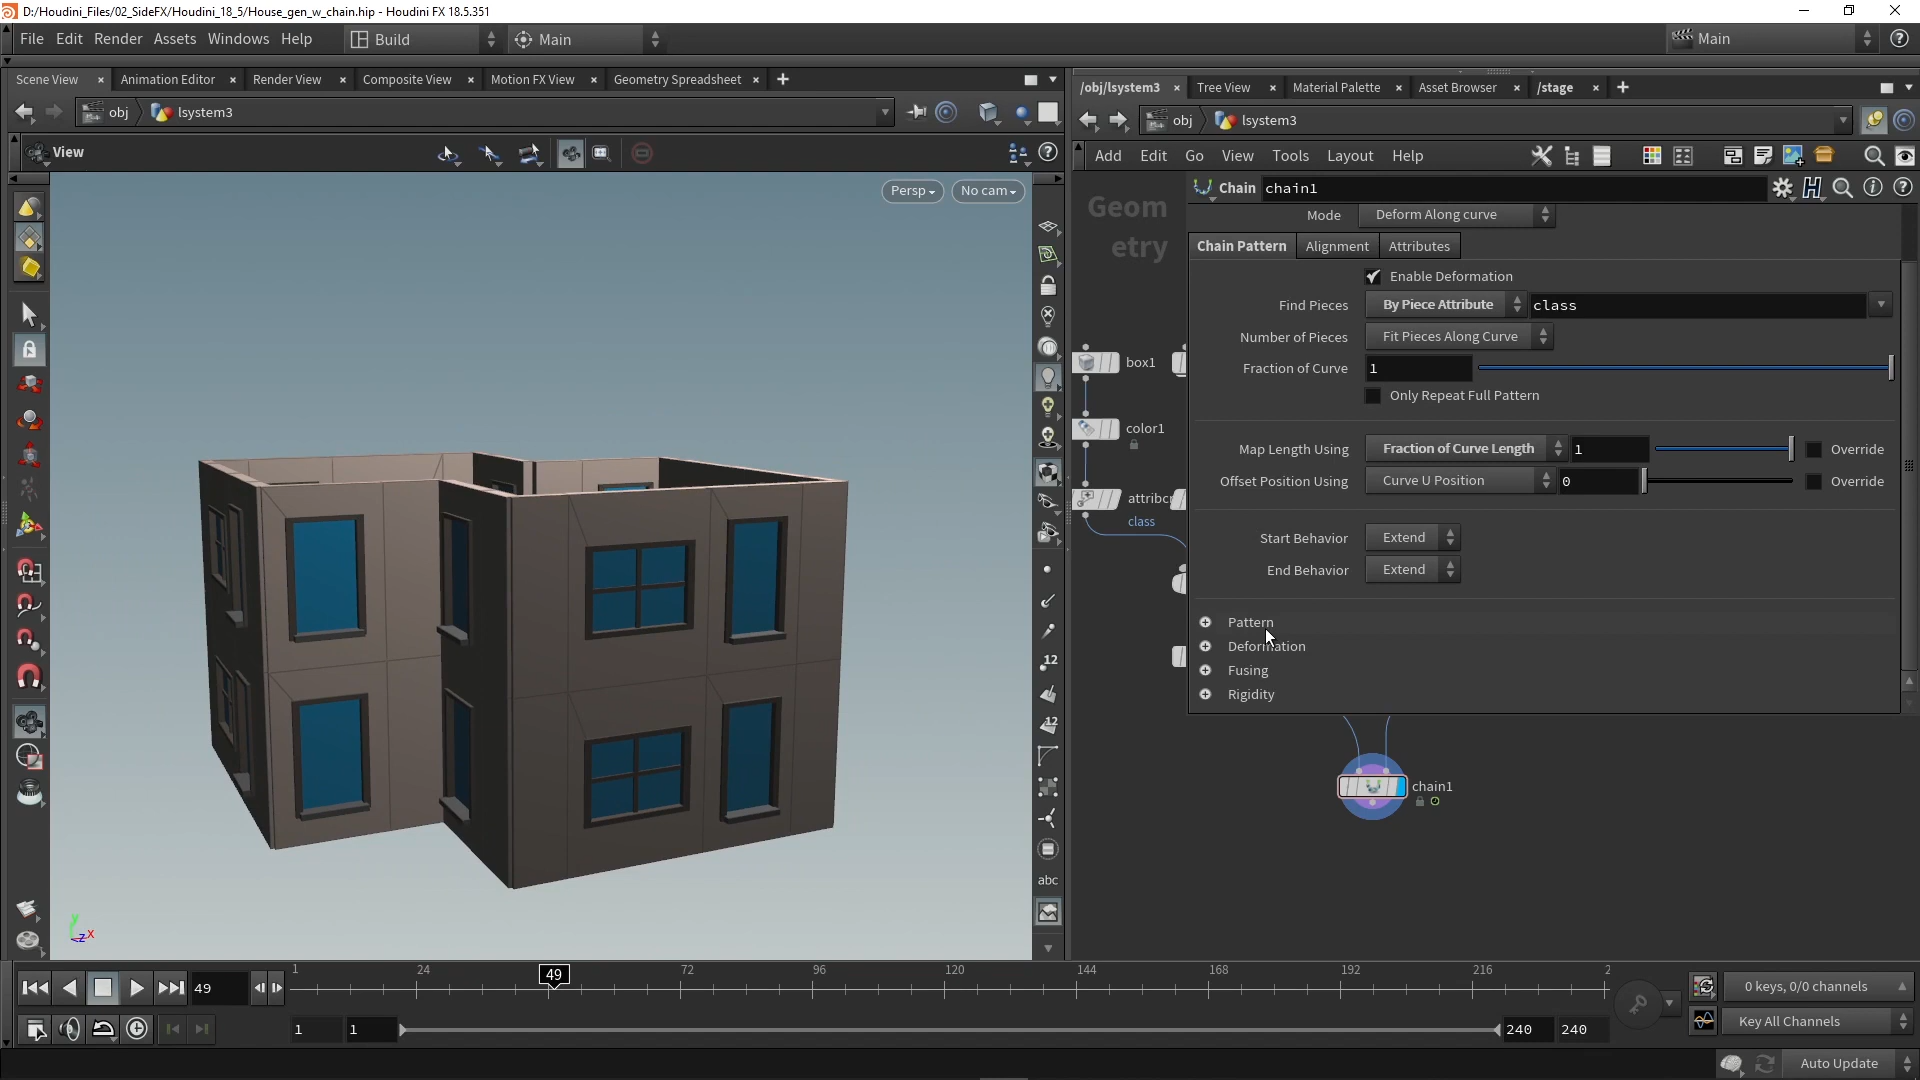 D:/Houdini_Files/02_SideFX/Houdini_18_5/House_gen_w_chain.hip - Houdini FX 18.5.351
File Edit Render Assets Windows Help Build Main Main
Scene View Animation Editor Render View Composite View Motion FX View Geometry Spreadsheet
/obj/lsystem3 Tree View Material Palette Asset Browser /stage
obj lsystem3
obj lsystem3
View
Add Edit Go View Tools Layout Help
Persp No cam
Geom
etry
Chain chain1
Mode Deform Along curve
Chain Pattern Alignment Attributes
Enable Deformation
Find Pieces By Piece Attribute class
Number of Pieces Fit Pieces Along Curve
Fraction of Curve 1
Only Repeat Full Pattern
Map Length Using Fraction of Curve Length 1 Override
Offset Position Using Curve U Position 0 Override
Start Behavior Extend
End Behavior Extend
Pattern
Deformation
Fusing
Rigidity
box1
color1
attribcr
class
chain1
12
12
abc
y
z x
49
1 24 49 72 96 120 144 168 192 216 2
0 keys, 0/0 channels
1 1 240 240
Key All Channels
Auto Update